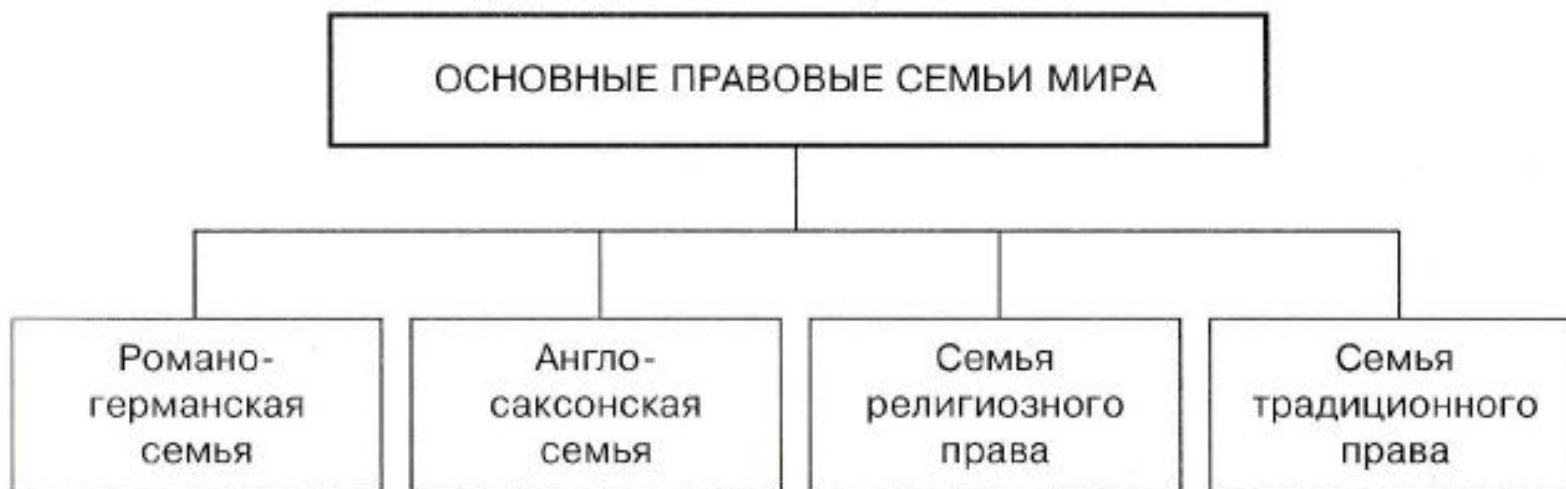 ОСНОВНЫЕ ПРАВОВЫЕ СЕМЬИ МИРА
Романо-
германская
семья
Англо-
саксонская
семья
Семья
религиозного
права
Семья
традиционного
права